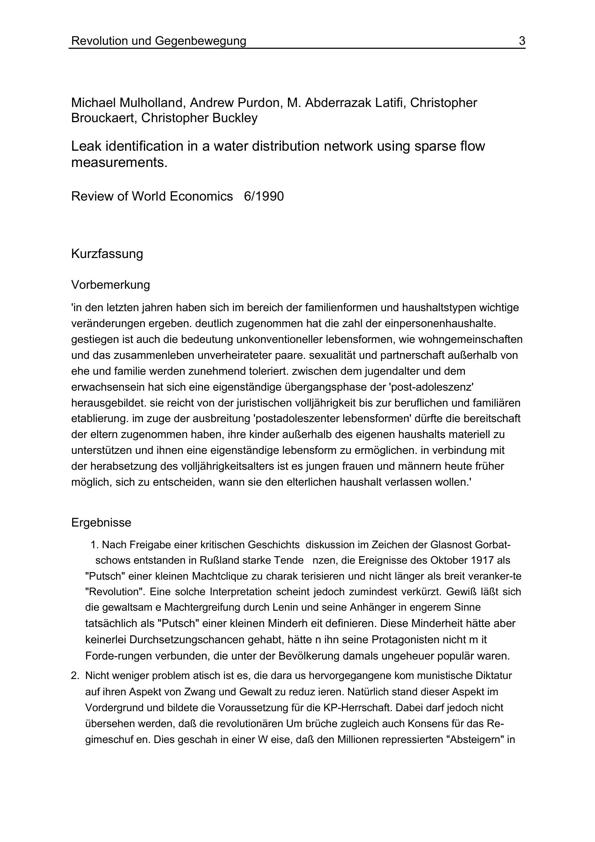 Revolution und Gegenbewegung 3
Michael Mulholland, Andrew Purdon, M. Abderrazak Latifi, Christopher
Brouckaert, Christopher Buckley
Leak identification in a water distribution network using sparse flow
measurements.
Review of World Economics 6/1990
Kurzfassung
Vorbemerkung
'in den letzten jahren haben sich im bereich der familienformen und haushaltstypen wichtige
veränderungen ergeben. deutlich zugenommen hat die zahl der einpersonenhaushalte.
gestiegen ist auch die bedeutung unkonventioneller lebensformen, wie wohngemeinschaften
und das zusammenleben unverheirateter paare. sexualität und partnerschaft außerhalb von
ehe und familie werden zunehmend toleriert. zwischen dem jugendalter und dem
erwachsensein hat sich eine eigenständige übergangsphase der 'post-adoleszenz'
herausgebildet. sie reicht von der juristischen volljährigkeit bis zur beruflichen und familiären
etablierung. im zuge der ausbreitung 'postadoleszenter lebensformen' dürfte die bereitschaft
der eltern zugenommen haben, ihre kinder außerhalb des eigenen haushalts materiell zu
unterstützen und ihnen eine eigenständige lebensform zu ermöglichen. in verbindung mit
der herabsetzung des volljährigkeitsalters ist es jungen frauen und männern heute früher
möglich, sich zu entscheiden, wann sie den elterlichen haushalt verlassen wollen.'
Ergebnisse
1. Nach Freigabe einer kritischen Geschichts diskussion im Zeichen der Glasnost Gorbat-
schows entstanden in Rußland starke Tende nzen, die Ereignisse des Oktober 1917 als
"Putsch" einer kleinen Machtclique zu charak terisieren und nicht länger als breit veranker-te
"Revolution". Eine solche Interpretation scheint jedoch zumindest verkürzt. Gewiß läßt sich
die gewaltsam e Machtergreifung durch Lenin und seine Anhänger in engerem Sinne
tatsächlich als "Putsch" einer kleinen Minderh eit definieren. Diese Minderheit hätte aber
keinerlei Durchsetzungschancen gehabt, hätte n ihn seine Protagonisten nicht m it
Forde-rungen verbunden, die unter der Bevölkerung damals ungeheuer populär waren.
2. Nicht weniger problem atisch ist es, die dara us hervorgegangene kom munistische Diktatur
auf ihren Aspekt von Zwang und Gewalt zu reduz ieren. Natürlich stand dieser Aspekt im
Vordergrund und bildete die Voraussetzung für die KP-Herrschaft. Dabei darf jedoch nicht
übersehen werden, daß die revolutionären Um brüche zugleich auch Konsens für das Re-
gimeschuf en. Dies geschah in einer W eise, daß den Millionen repressierten "Absteigern" in